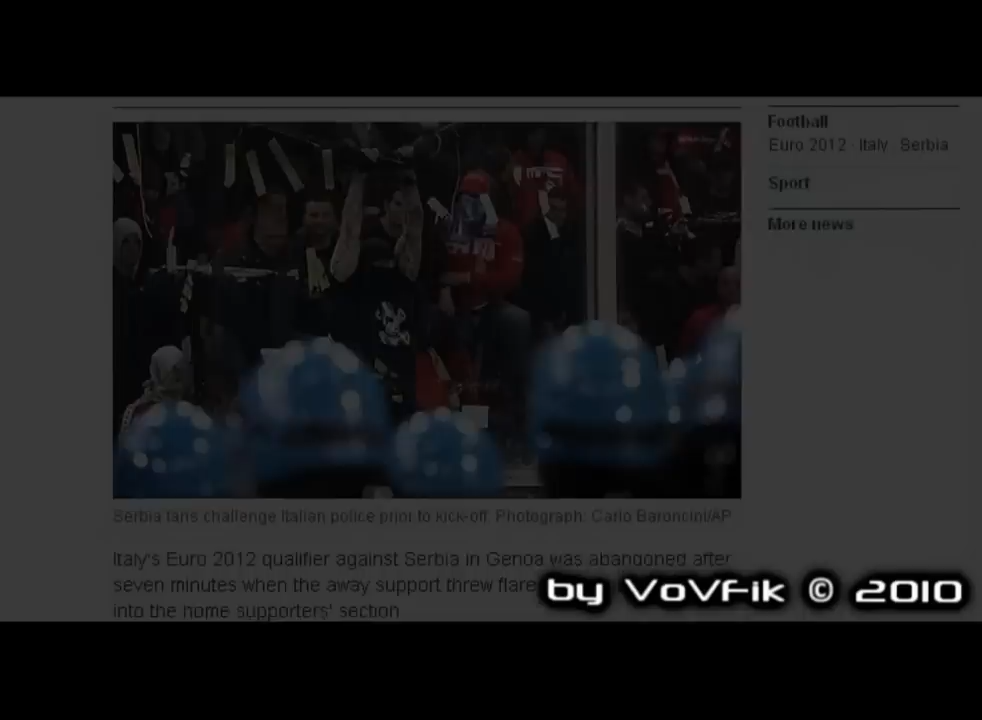 Football
Euro 2012 · Italy · Serbia
Sport
More news
Serbia fans challenge Italian police prior to kick-off. Photograph: Carlo Baroncini/AP
Italy's Euro 2012 qualifier against Serbia in Genoa was abandoned after
seven minutes when the away support threw flare
into the home supporters' section
by VoVFik © 2010